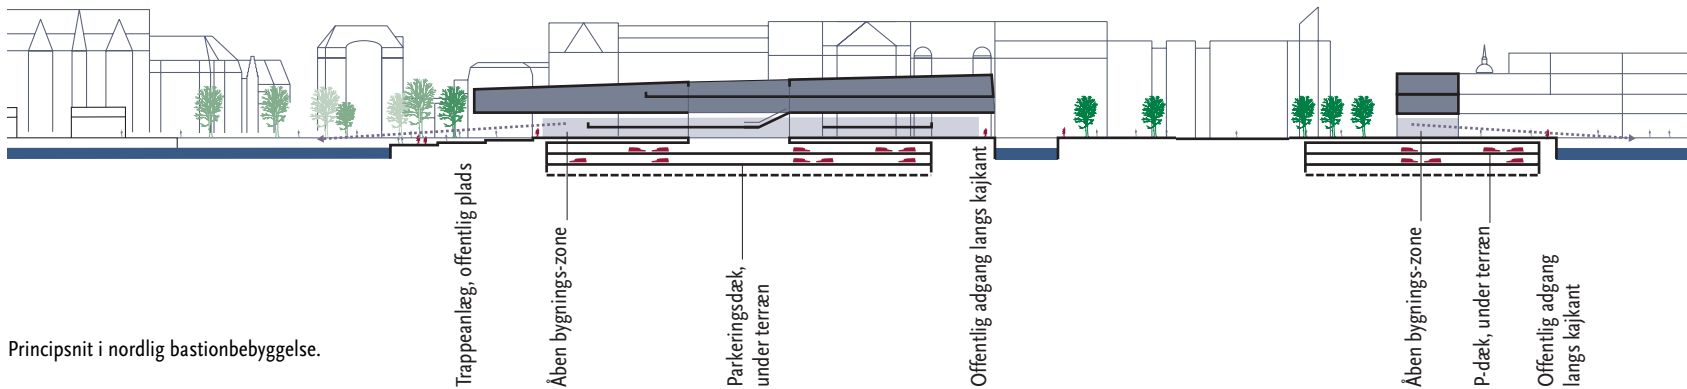 Trappeanlæg, offentlig plads
Åben bygnings-zone
Parkeringsdæk,
under terræn
Offentlig adgang langs kajkant
Åben bygnings-zone
P-dæk, under terræn
Offentlig adgang
langs kajkant
Principsnit i nordlig bastionbebyggelse.